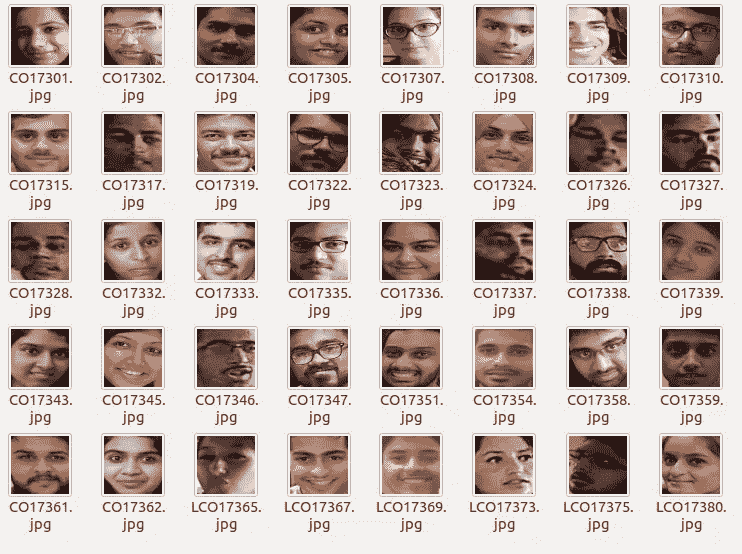 CO17301. CO17302. CO17304. CO17305. CO17307. CO17308. CO17309. CO17310.
jpg jpg jpg jpg jpg jpg jpg jpg
CO17315. CO17317. CO17319. CO17322. CO17323. CO17324. CO17326. CO17327.
jpg jpg jpg jpg jpg jpg jpg jpg
CO17328. CO17332. CO17333. CO17335. CO17336. CO17337. CO17338. CO17339.
jpg jpg jpg jpg jpg jpg jpg jpg
CO17343. CO17345. CO17346. CO17347. CO17351. CO17354. CO17358. CO17359.
jpg jpg jpg jpg jpg jpg jpg jpg
CO17361. CO17362. LCO17365. LCO17367. LCO17369. LCO17373. LCO17375. LCO17380.
jpg jpg jpg jpg jpg jpg jpg jpg